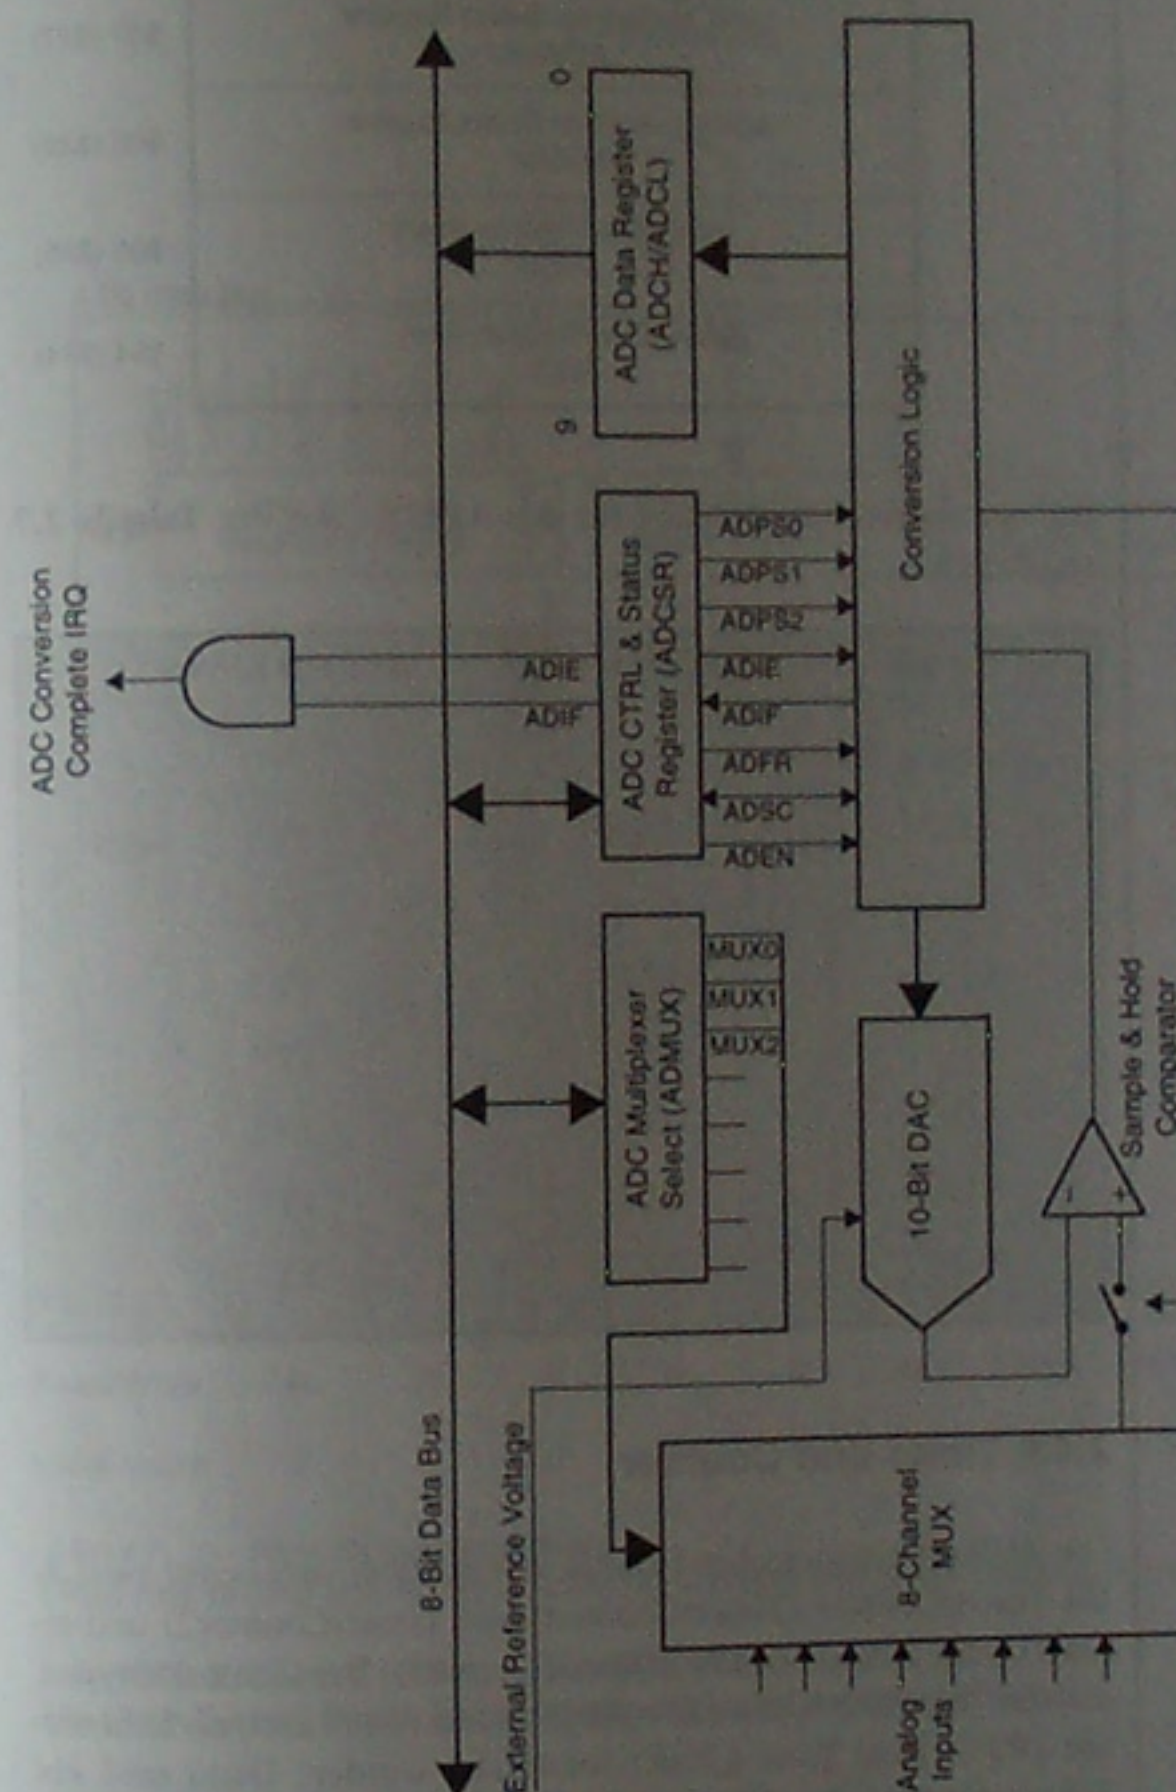 ADC Conversion
Complete IRQ
8-Bit Data Bus
External Reference Voltage
ADIF
ADIE
ADC Multiplexer
Select (ADMUX)
ADC CTRL & Status
Register (ADCSR)
9
0
ADC Data Register
(ADCH/ADCL)
MUX2
MUX1
MUX0
ADEN
ADSC
ADFR
ADIF
ADIE
ADPS2
ADPS1
ADPS0
8-Channel
MUX
10-Bit DAC
Conversion Logic
Analog
Inputs
-
+
Sample & Hold
Comparator